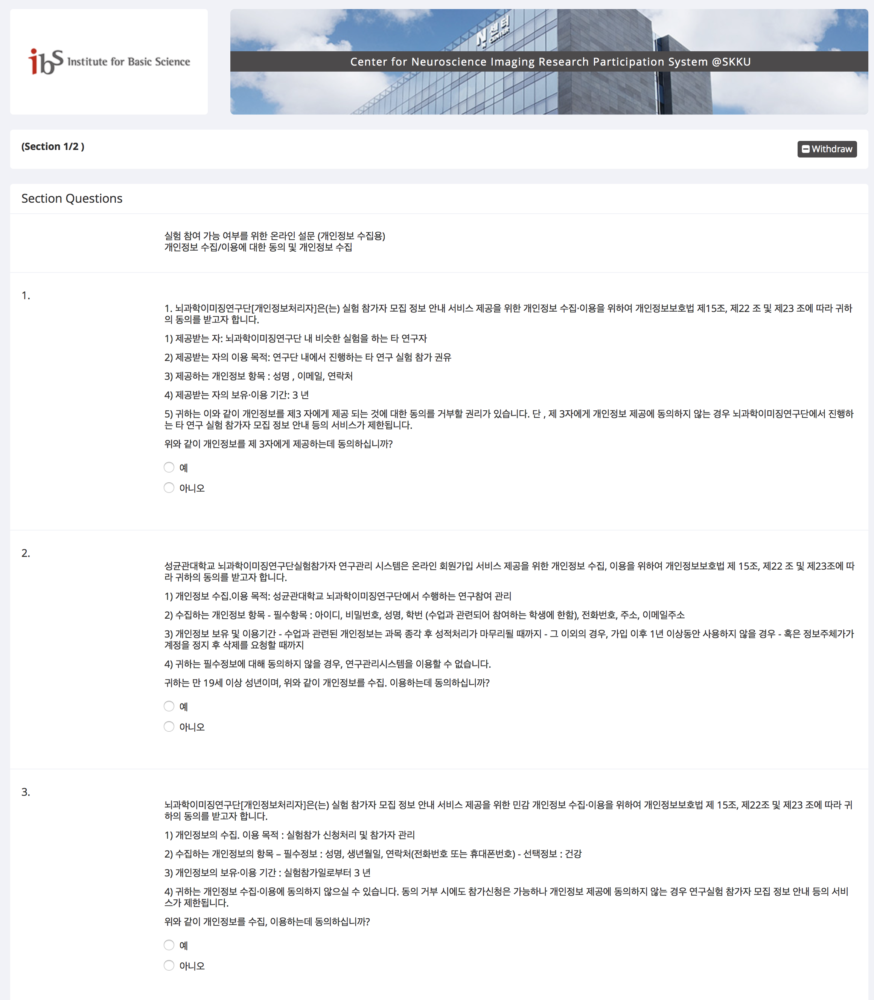 ibs Institute for Basic Science
N 센터
CENTER
Center for Neuroscience Imaging Research Participation System @SKKU
(Section 1/2 )
Withdraw
Section Questions
실험 참여 가능 여부를 위한 온라인 설문 (개인정보 수집용)
개인정보 수집/이용에 대한 동의 및 개인정보 수집
1.
1. 뇌과학이미징연구단[개인정보처리자]은(는) 실험 참가자 모집 정보 안내 서비스 제공을 위한 개인정보 수집·이용을 위하여 개인정보보호법 제15조, 제22 조 및 제23 조에 따라 귀하
의 동의를 받고자 합니다.
1) 제공받는 자: 뇌과학이미징연구단 내 비슷한 실험을 하는 타 연구자
2) 제공받는 자의 이용 목적: 연구단 내에서 진행하는 타 연구 실험 참가 권유
3) 제공하는 개인정보 항목 : 성명 , 이메일, 연락처
4) 제공받는 자의 보유·이용 기간: 3 년
5) 귀하는 이와 같이 개인정보를 제3 자에게 제공 되는 것에 대한 동의를 거부할 권리가 있습니다. 단 , 제 3자에게 개인정보 제공에 동의하지 않는 경우 뇌과학이미징연구단에서 진행하
는 타 연구 실험 참가자 모집 정보 안내 등의 서비스가 제한됩니다.
위와 같이 개인정보를 제 3자에게 제공하는데 동의하십니까?
예
아니오
2.
성균관대학교 뇌과학이미징연구단실험참가자 연구관리 시스템은 온라인 회원가입 서비스 제공을 위한 개인정보 수집, 이용을 위하여 개인정보보호법 제 15조, 제22 조 및 제23조에 따
라 귀하의 동의를 받고자 합니다.
1) 개인정보 수집.이용 목적: 성균관대학교 뇌과학이미징연구단에서 수행하는 연구참여 관리
2) 수집하는 개인정보 항목 - 필수항목 : 아이디, 비밀번호, 성명, 학번 (수업과 관련되어 참여하는 학생에 한함), 전화번호, 주소, 이메일주소
3) 개인정보 보유 및 이용기간 - 수업과 관련된 개인정보는 과목 종각 후 성적처리가 마무리될 때까지 - 그 이외의 경우, 가입 이후 1년 이상동안 사용하지 않을 경우 - 혹은 정보주체가가
계정을 정지 후 삭제를 요청할 때까지
4) 귀하는 필수정보에 대해 동의하지 않을 경우, 연구관리시스템을 이용할 수 없습니다.
귀하는 만 19세 이상 성년이며, 위와 같이 개인정보를 수집. 이용하는데 동의하십니까?
예
아니오
3.
뇌과학이미징연구단[개인정보처리자]은(는) 실험 참가자 모집 정보 안내 서비스 제공을 위한 민감 개인정보 수집·이용을 위하여 개인정보보호법 제 15조, 제22조 및 제23 조에 따라 귀
하의 동의를 받고자 합니다.
1) 개인정보의 수집. 이용 목적 : 실험참가 신청처리 및 참가자 관리
2) 수집하는 개인정보의 항목 – 필수정보 : 성명, 생년월일, 연락처(전화번호 또는 휴대폰번호) - 선택정보 : 건강
3) 개인정보의 보유·이용 기간 : 실험참가일로부터 3 년
4) 귀하는 개인정보 수집·이용에 동의하지 않으실 수 있습니다. 동의 거부 시에도 참가신청은 가능하나 개인정보 제공에 동의하지 않는 경우 연구실험 참가자 모집 정보 안내 등의 서비
스가 제한됩니다.
위와 같이 개인정보를 수집, 이용하는데 동의하십니까?
예
아니오